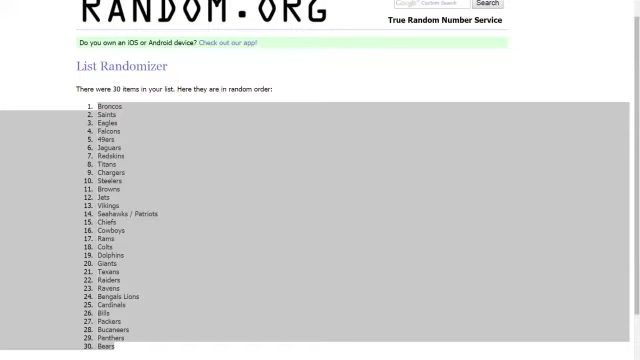 RANDOM.ORG
Google™ Custom Search
Search
True Random Number Service
Do you own an iOS or Android device? Check out our app!
List Randomizer
There were 30 items in your list. Here they are in random order:
1. Broncos
2. Saints
3. Eagles
4. Falcons
5. 49ers
6. Jaguars
7. Redskins
8. Titans
9. Chargers
10. Steelers
11. Browns
12. Jets
13. Vikings
14. Seahawks / Patriots
15. Chiefs
16. Cowboys
17. Rams
18. Colts
19. Dolphins
20. Giants
21. Texans
22. Raiders
23. Ravens
24. Bengals Lions
25. Cardinals
26. Bills
27. Packers
28. Bucaneers
29. Panthers
30. Bears